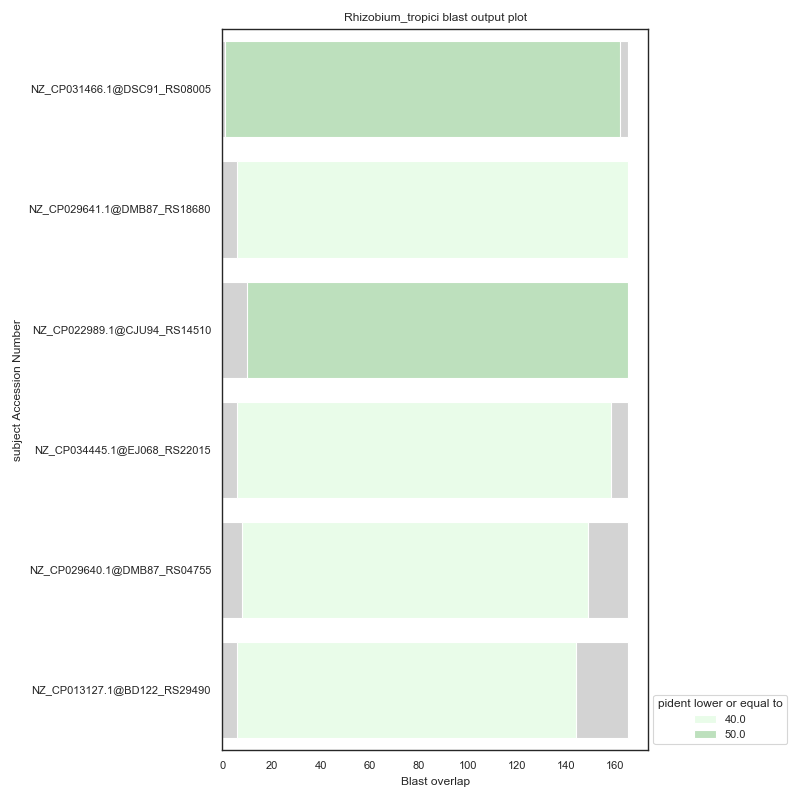 Rhizobium_tropici blast output plot
NZ_CP031466.1@DSC91_RS08005
NZ_CP029641.1@DMB87_RS18680
NZ_CP022989.1@CJU94_RS14510
NZ_CP034445.1@EJ068_RS22015
NZ_CP029640.1@DMB87_RS04755
NZ_CP013127.1@BD122_RS29490
subject Accession Number
0 20 40 60 80 100 120 140 160
Blast overlap
pident lower or equal to
40.0
50.0